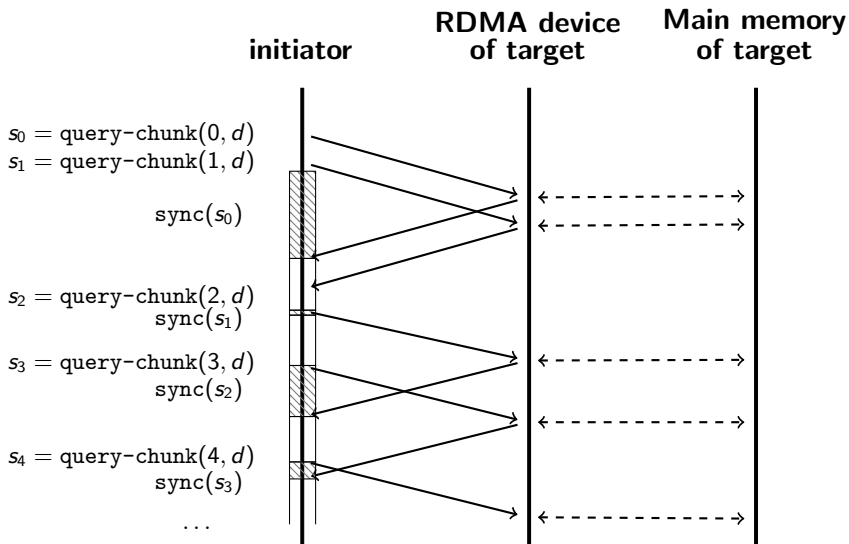 initiator
RDMA device
of target
Main memory
of target
s₀ = query-chunk(0, d)
s₁ = query-chunk(1, d)
sync(s₀)
s₂ = query-chunk(2, d)
sync(s₁)
s₃ = query-chunk(3, d)
sync(s₂)
s₄ = query-chunk(4, d)
sync(s₃)
...